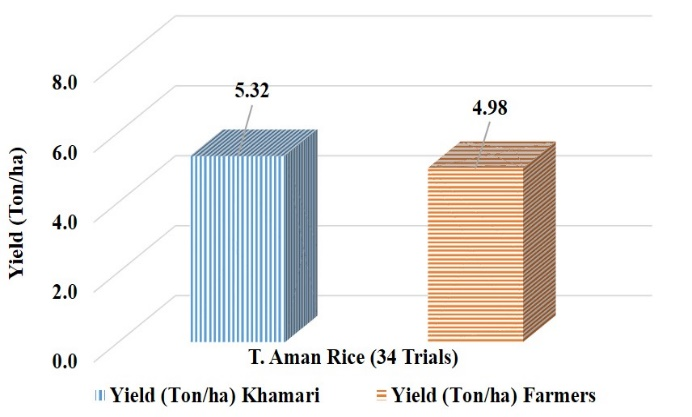 5.32
4.98
8.0
6.0
4.0
2.0
0.0
Yield (Ton/ha)
T. Aman Rice (34 Trials)
Yield (Ton/ha) Khamari
Yield (Ton/ha) Farmers